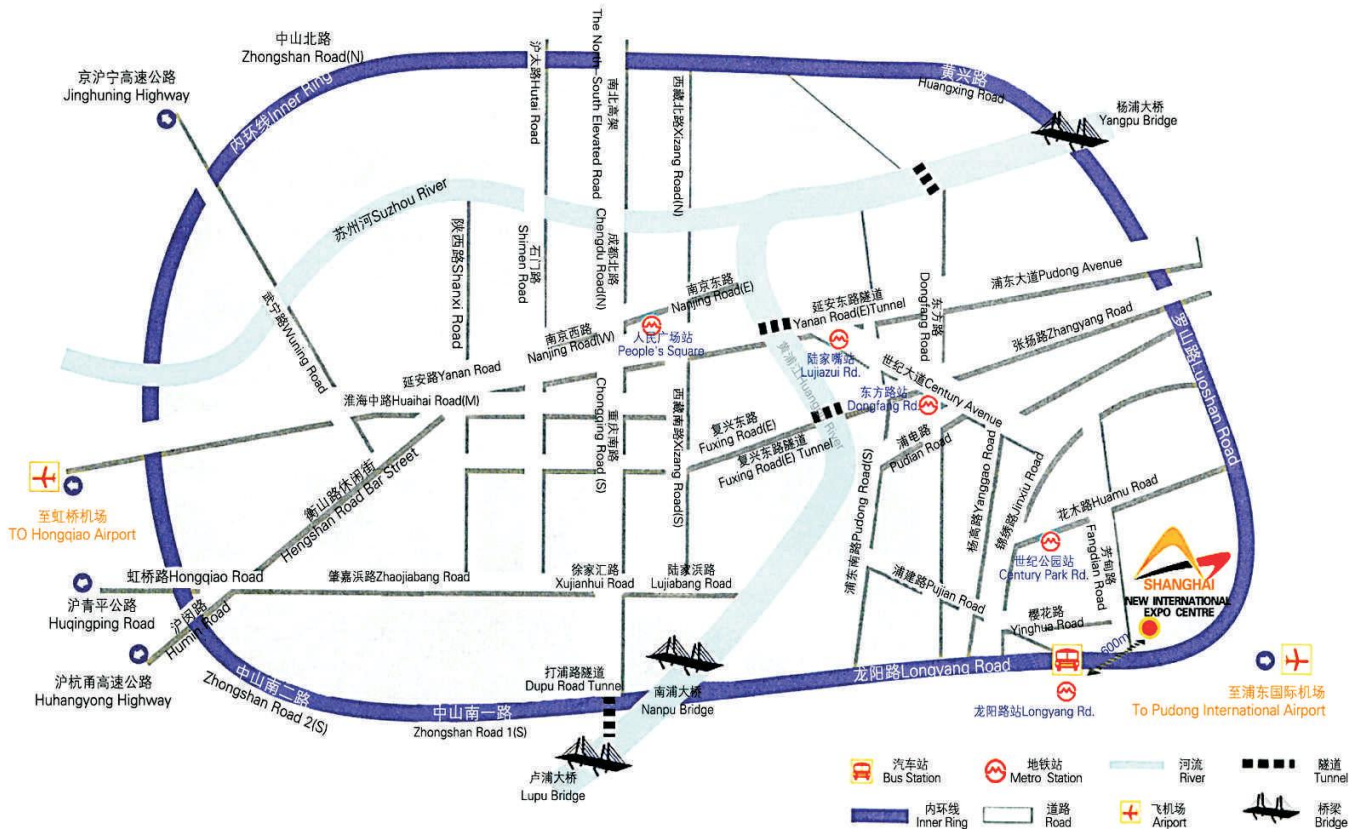 中山北路
Zhongshan Road(N)
京沪宁高速公路
Jinghuning Highway
内环线Inner Ring
沪太路Hutai Road
The North-South Elevated Road
南北高架
西藏北路Xizang Road(N)
黄兴路
Huangxing Road
杨浦大桥
Yangpu Bridge
苏州河Suzhou River
陕西路Shanxi Road
石门路
Shimen Road
Chengdu Road(N)
成都北路
武宁路Wuning Road
南京东路
Nanjing Road(E)
南京西路
Nanjing Road(W)
人民广场站
People's Square
延安东路隧道
Yanan Road(E)Tunnel
东方路
Dongfang Road
浦东大道Pudong Avenue
张扬路Zhangyang Road
罗山路Luoshan Road
陆家嘴站
Lujiazui Rd.
世纪大道Century Avenue
东方路站
Dongfang Rd.
黄浦江Huang River
延安路Yanan Road
淮海中路Huaihai Road(M)
重庆南路
Chongqing Road (S)
西藏南路Xizang Road(S)
复兴东路
Fuxing Road(E)
复兴东路隧道
Fuxing Road(E) Tunnel
浦电路
Pudian Road
浦东南路Pudong Road(S)
杨高路Yanggao Road
锦绣路Jinxiu Road
花木路Huamu Road
世纪公园站
Century Park Rd.
芳甸路
Fangdian Road
SHANGHAI
NEW INTERNATIONAL
EXPO CENTRE
至虹桥机场
TO Hongqiao Airport
衡山路休闲街
Hengshan Road Bar Street
虹桥路Hongqiao Road
肇嘉浜路Zhaojiabang Road
徐家汇路
Xujianhui Road
陆家浜路
Lujiabang Road
浦建路Pujian Road
樱花路
Yinghua Road
600m
沪青平公路
Huqingping Road
沪闵路
Humin Road
沪杭甬高速公路
Huhangyong Highway
中山南二路
Zhongshan Road 2(S)
中山南一路
Zhongshan Road 1(S)
打浦路隧道
Dupu Road Tunnel
南浦大桥
Nanpu Bridge
龙阳路Longyang Road
龙阳路站Longyang Rd.
至浦东国际机场
To Pudong International Airport
卢浦大桥
Lupu Bridge
汽车站
Bus Station
地铁站
Metro Station
河流
River
隧道
Tunnel
内环线
Inner Ring
道路
Road
飞机场
Ariport
桥梁
Bridge